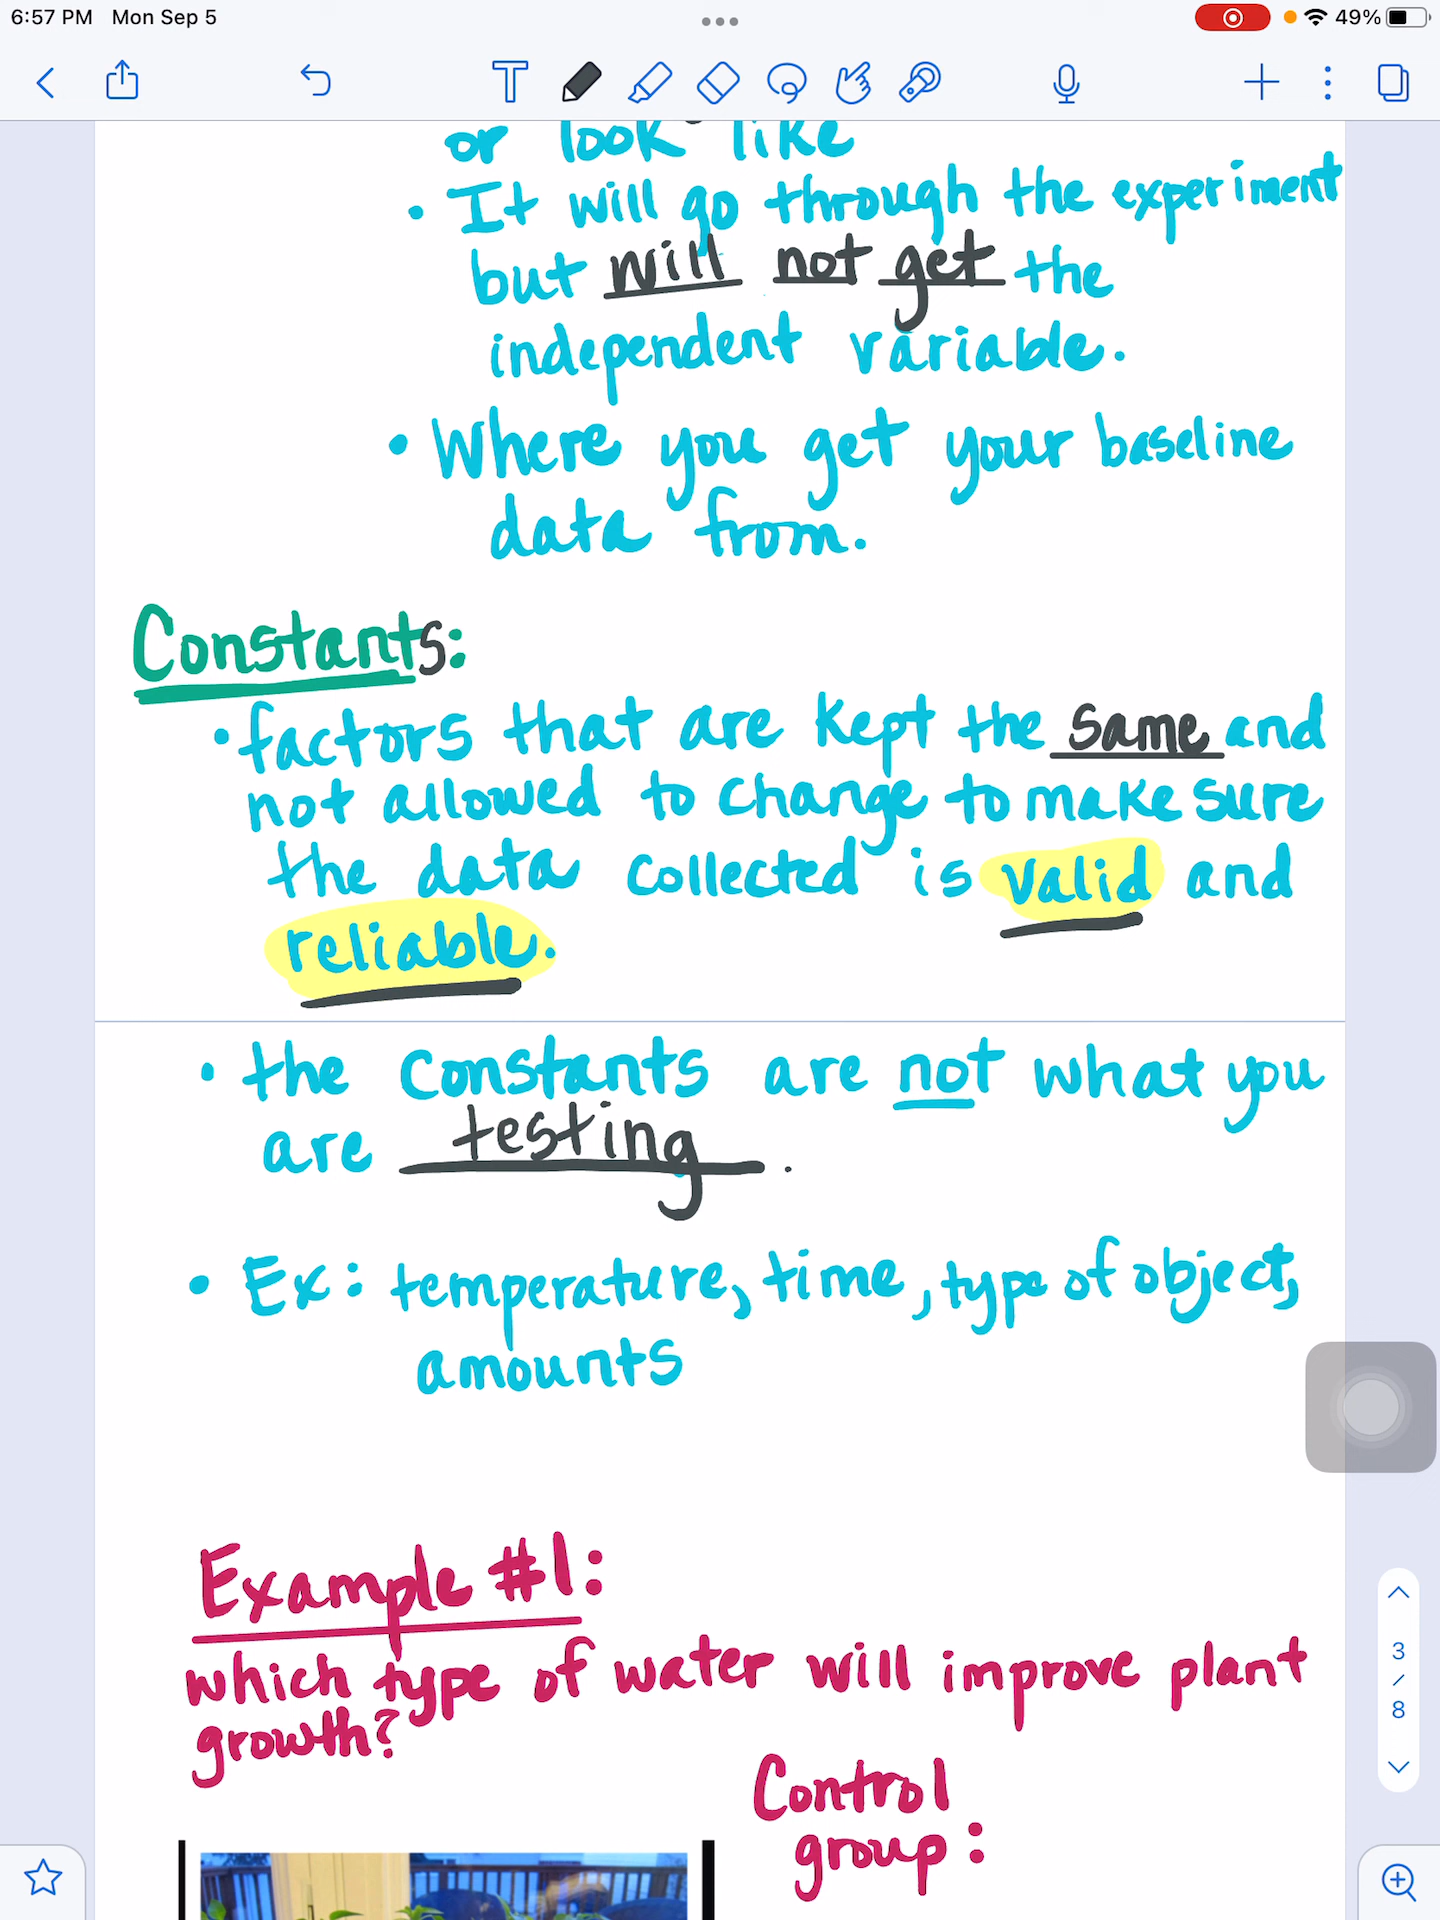 6:57 PM Mon Sep 5
49%
T
or look like
• It will go through the experiment
but will not get the
independent variable.
• Where you get your baseline
data from.
Constants:
• factors that are kept the same and
not allowed to change to make sure
the data collected is valid and
reliable.
• the constants are not what you
are testing.
• Ex: temperature, time, type of object,
amounts
Example #1:
which type of water will improve plant
growth?
Control
group:
3
/
8